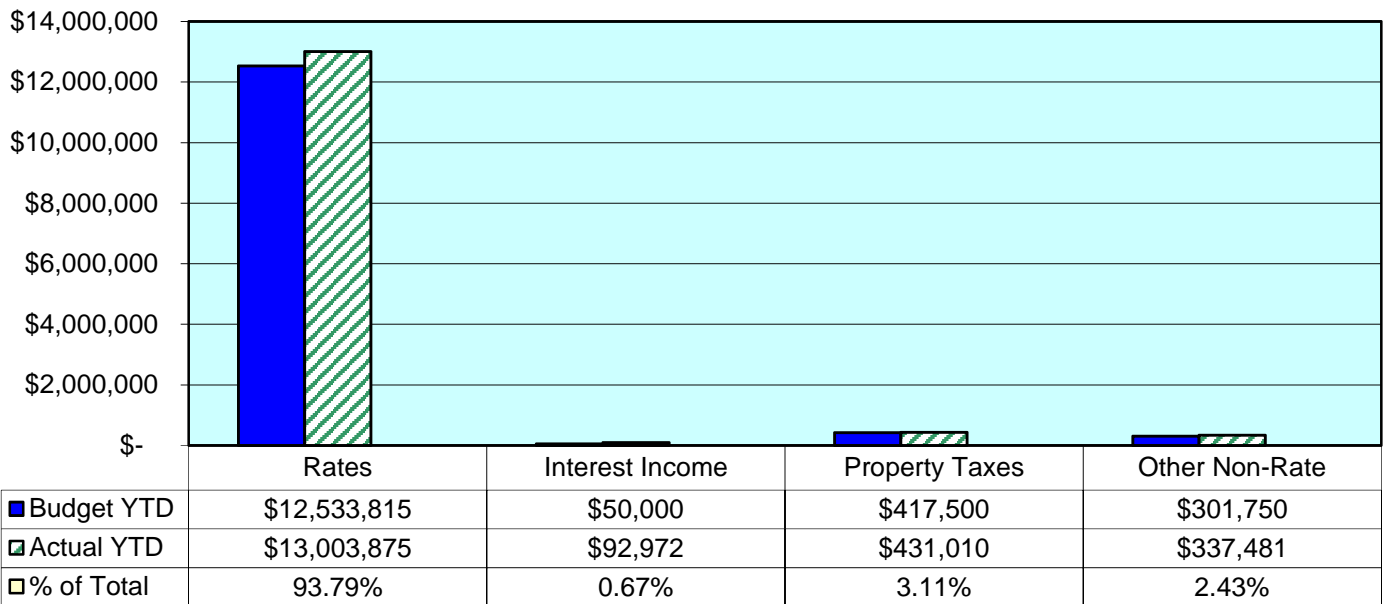 $14,000,000
$12,000,000
$10,000,000
$8,000,000
$6,000,000
$4,000,000
$2,000,000
$-
Rates Interest Income Property Taxes Other Non-Rate
Budget YTD $12,533,815 $50,000 $417,500 $301,750
Actual YTD $13,003,875 $92,972 $431,010 $337,481
% of Total 93.79% 0.67% 3.11% 2.43%